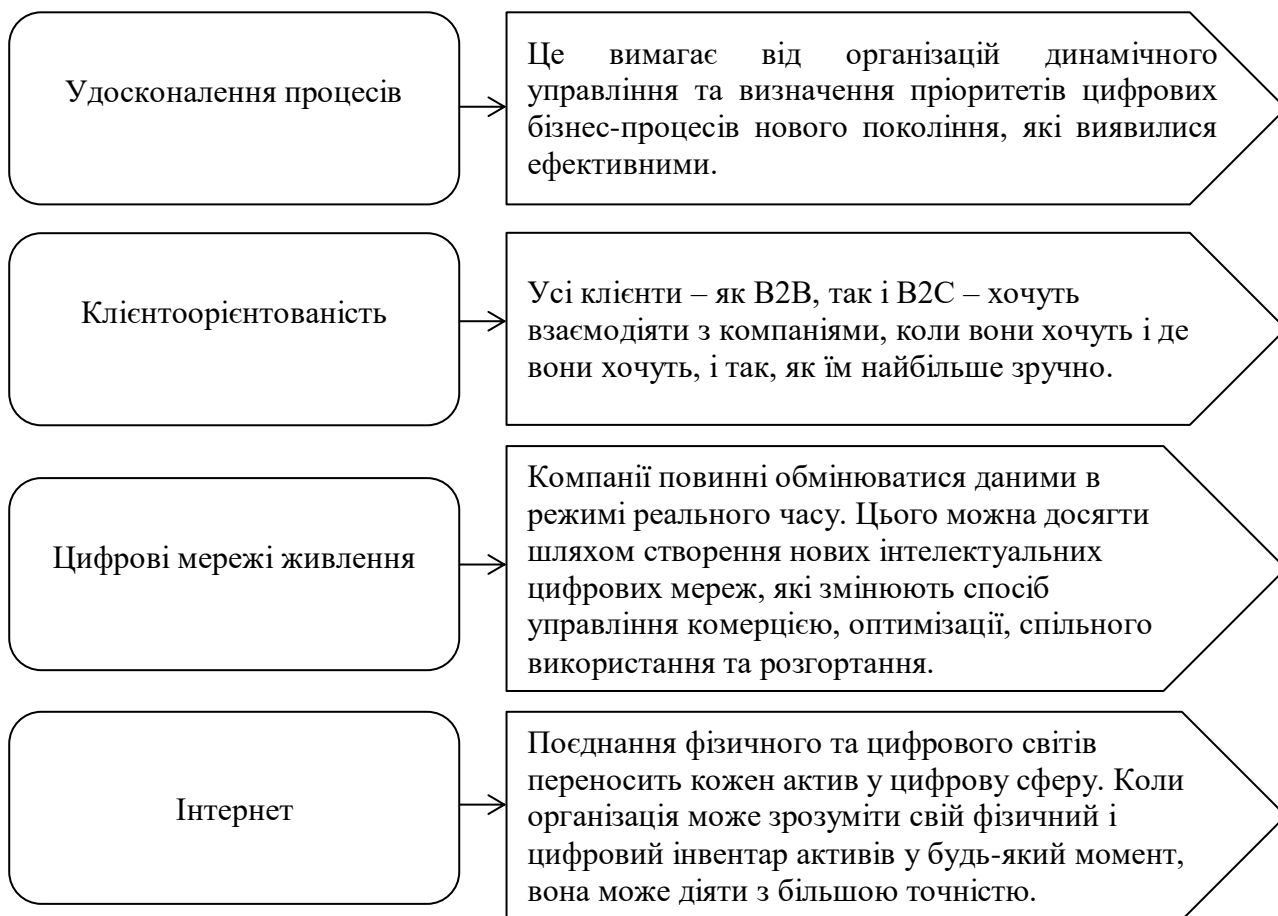 Удосконалення процесів
Це вимагає від організацій динамічного
управління та визначення пріоритетів цифрових
бізнес-процесів нового покоління, які виявилися
ефективними.
Клієнтоорієнтованість
Усі клієнти – як B2B, так і B2C – хочуть
взаємодіяти з компаніями, коли вони хочуть і де
вони хочуть, і так, як їм найбільше зручно.
Цифрові мережі живлення
Компанії повинні обмінюватися даними в
режимі реального часу. Цього можна досягти
шляхом створення нових інтелектуальних
цифрових мереж, які змінюють спосіб
управління комерцією, оптимізації, спільного
використання та розгортання.
Інтернет
Поєднання фізичного та цифрового світів
переносить кожен актив у цифрову сферу. Коли
організація може зрозуміти свій фізичний і
цифровий інвентар активів у будь-який момент,
вона може діяти з більшою точністю.